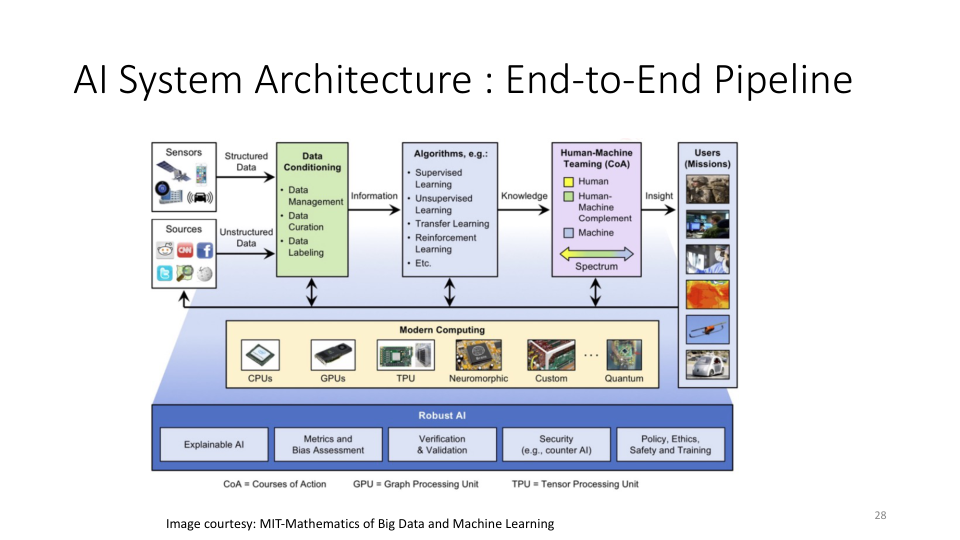 AI System Architecture : End-to-End Pipeline
Sensors
Structured
Data
Sources
CNN
Unstructured
Data
Data
Conditioning
• Data
Management
• Data
Curation
• Data
Labeling
Information
Algorithms, e.g.:
• Supervised
Learning
• Unsupervised
Learning
• Transfer Learning
• Reinforcement
Learning
• Etc.
Knowledge
Human-Machine
Teaming (CoA)
Human
Human-
Machine
Complement
Machine
Spectrum
Insight
Users
(Missions)
Modern Computing
CPUs
GPUs
TPU
Neuromorphic
Custom
...
Quantum
Robust AI
Explainable AI
Metrics and
Bias Assessment
Verification
& Validation
Security
(e.g., counter AI)
Policy, Ethics,
Safety and Training
CoA = Courses of Action GPU = Graph Processing Unit TPU = Tensor Processing Unit
Image courtesy: MIT-Mathematics of Big Data and Machine Learning
28